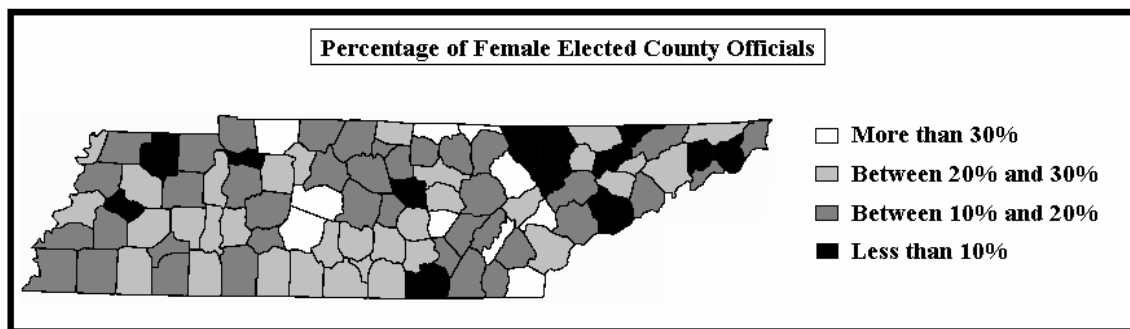 Percentage of Female Elected County Officials
More than 30%
Between 20% and 30%
Between 10% and 20%
Less than 10%